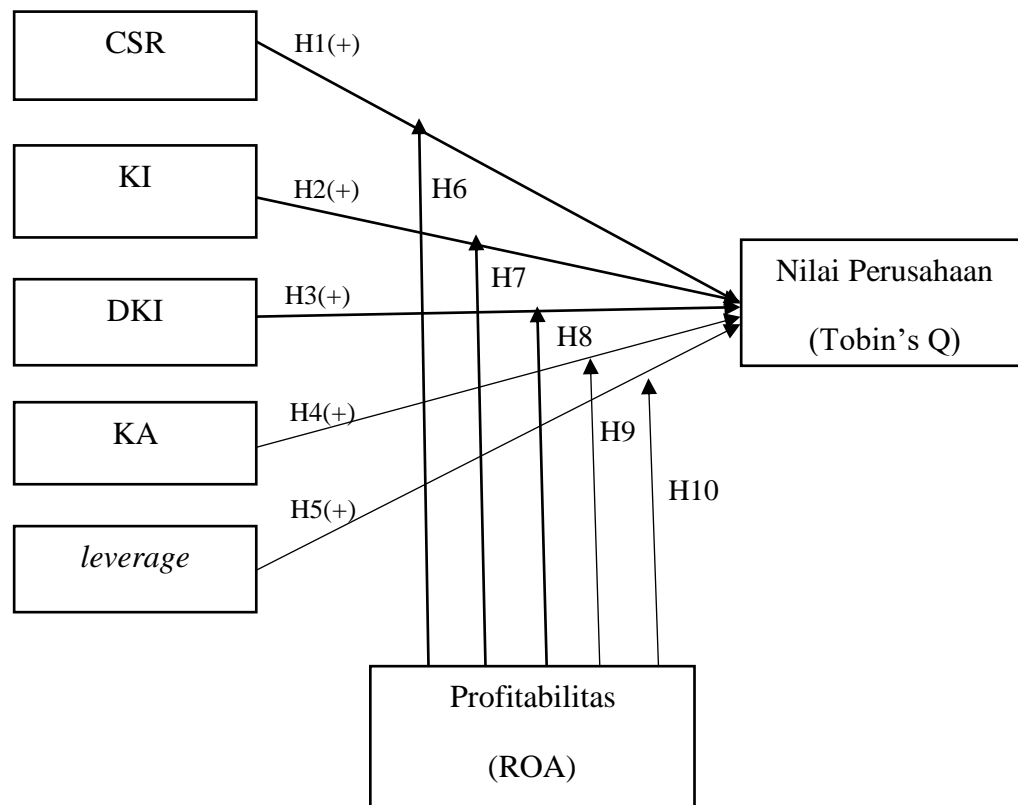 CSR
H1(+)
KI
H2(+)
H6
DKI
H3(+)
H7
H8
Nilai Perusahaan
(Tobin’s Q)
KA
H4(+)
H9
leverage
H5(+)
H10
Profitabilitas
(ROA)